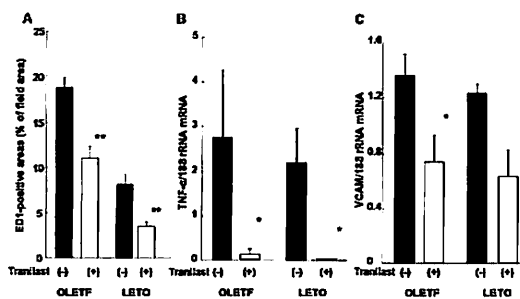 A
ED1-positive areas (% of field area)
25
20
15
10
5
0
**
**
Tranilast (-) (+) (-) (+)
OLETF LETO
B
TNF-α/18S rRNA mRNA
5
4
3
2
1
0
*
*
Tranilast (-) (+) (-) (+)
OLETF LETO
C
VCAM/18S rRNA mRNA
1.6
1.2
0.8
0.4
0
*
Tranilast (-) (+) (-) (+)
OLETF LETO